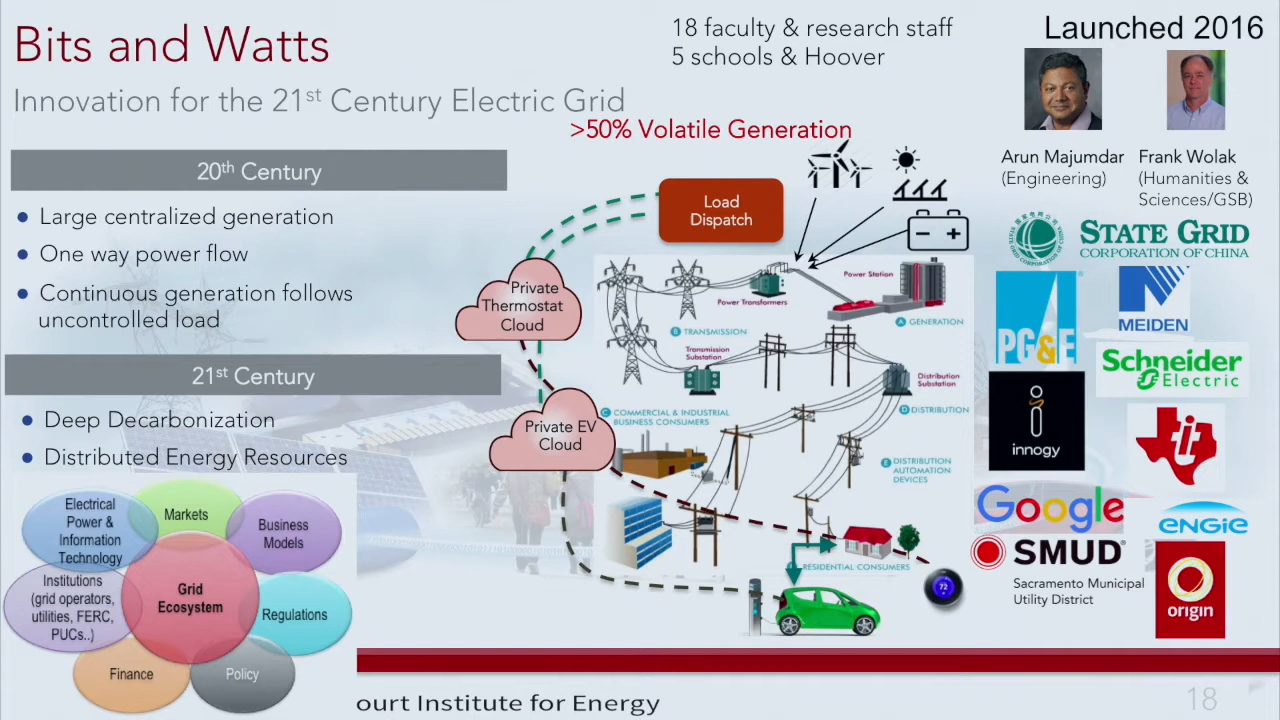 Bits and Watts
Innovation for the 21st Century Electric Grid
18 faculty & research staff
5 schools & Hoover
Launched 2016
>50% Volatile Generation
Arun Majumdar
(Engineering)
Frank Wolak
(Humanities &
Sciences/GSB)
20th Century
Large centralized generation
One way power flow
Continuous generation follows
uncontrolled load
21st Century
Deep Decarbonization
Distributed Energy Resources
Electrical
Power &
Information
Technology
Markets
Business
Models
Institutions
(grid operators,
utilities, FERC,
PUCs..)
Grid
Ecosystem
Regulations
Finance
Policy
Load
Dispatch
Private
Thermostat
Cloud
Private EV
Cloud
Power Transformers
Power Station
B TRANSMISSION
A GENERATION
Transmission
Substation
Distribution
Substation
C COMMERCIAL & INDUSTRIAL
BUSINESS CONSUMERS
D DISTRIBUTION
E DISTRIBUTION
AUTOMATION
DEVICES
RESIDENTIAL CONSUMERS
72
STATE GRID
CORPORATION OF CHINA
STATE GRID CORPORATION OF CHINA
PG&E
MEIDEN
Schneider
Electric
innogy
Google
ENGIE
SMUD
Sacramento Municipal
Utility District
origin
ourt Institute for Energy
18